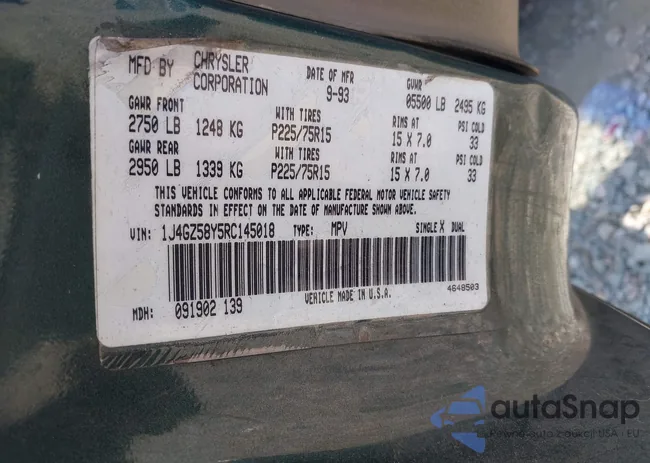 MFD BY CHRYSLER CORPORATION DATE OF MFR 9-93 GVWR 05500 LB 2495 KG
GAWR FRONT WITH TIRES RIMS AT PSI COLD
2750 LB 1248 KG P225/75R15 15 X 7.0 33
GAWR REAR WITH TIRES RIMS AT PSI COLD
2950 LB 1339 KG P225/75R15 15 X 7.0 33
THIS VEHICLE CONFORMS TO ALL APPLICABLE FEDERAL MOTOR VEHICLE SAFETY
STANDARDS IN EFFECT ON THE DATE OF MANUFACTURE SHOWN ABOVE.
VIN: 1J4GZ58Y5RC145018 TYPE: MPV SINGLE X DUAL
MDH: 091902 139 VEHICLE MADE IN U.S.A. 4648503
autaSnap